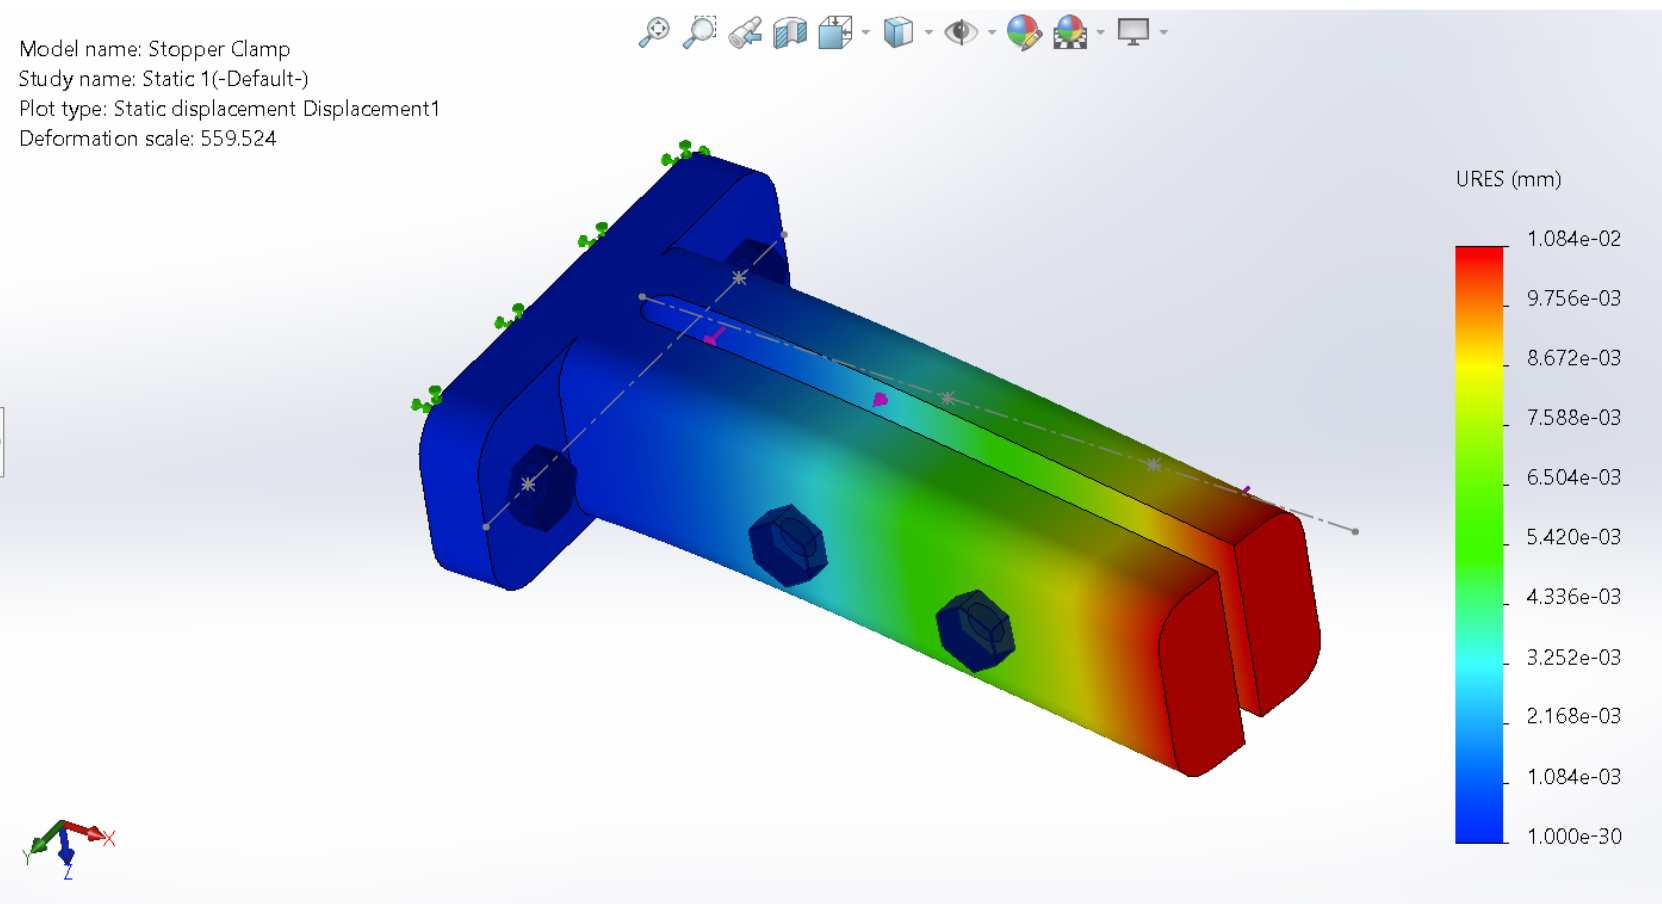 Model name: Stopper Clamp
Study name: Static 1(-Default-)
Plot type: Static displacement Displacement1
Deformation scale: 559.524
URES (mm)
1.084e-02
9.756e-03
8.672e-03
7.588e-03
6.504e-03
5.420e-03
4.336e-03
3.252e-03
2.168e-03
1.084e-03
1.000e-30
X
Y
Z